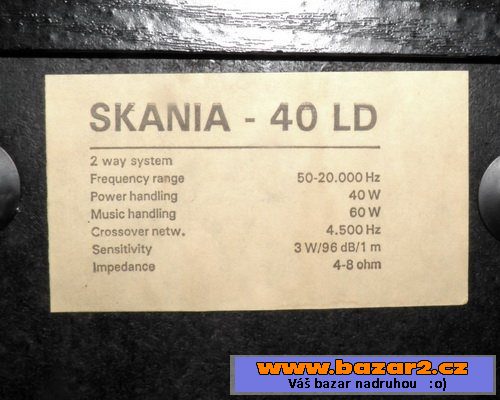 SKANIA - 40 LD
2 way system
Frequency range 50-20.000 Hz
Power handling 40 W
Music handling 60 W
Crossover netw. 4.500 Hz
Sensitivity 3 W/96 dB/1 m
Impedance 4-8 ohm
www.bazar2.cz
Váš bazar nadruhou :o)